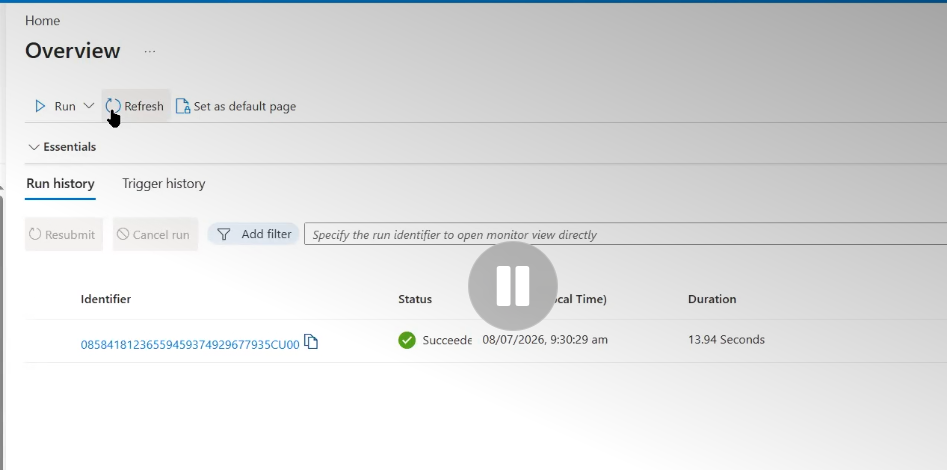 Home
Overview ...
Run Refresh Set as default page
Essentials
Run history Trigger history
Resubmit Cancel run Add filter Specify the run identifier to open monitor view directly
Identifier Status ocal Time) Duration
08584181236559459374929677935CU00 Succeede 08/07/2026, 9:30:29 am 13.94 Seconds